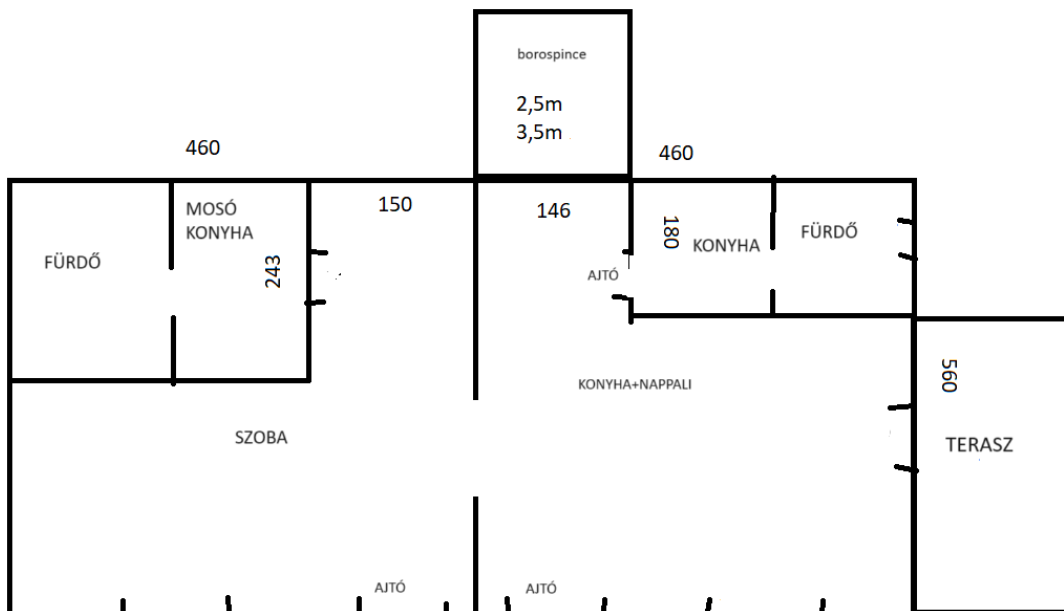 borospince
2,5m
3,5m
460
460
150
146
MOSÓ
KONYHA
FÜRDŐ
243
180
KONYHA
FÜRDŐ
AJTÓ
KONYHA+NAPPALI
560
SZOBA
TERASZ
AJTÓ
AJTÓ